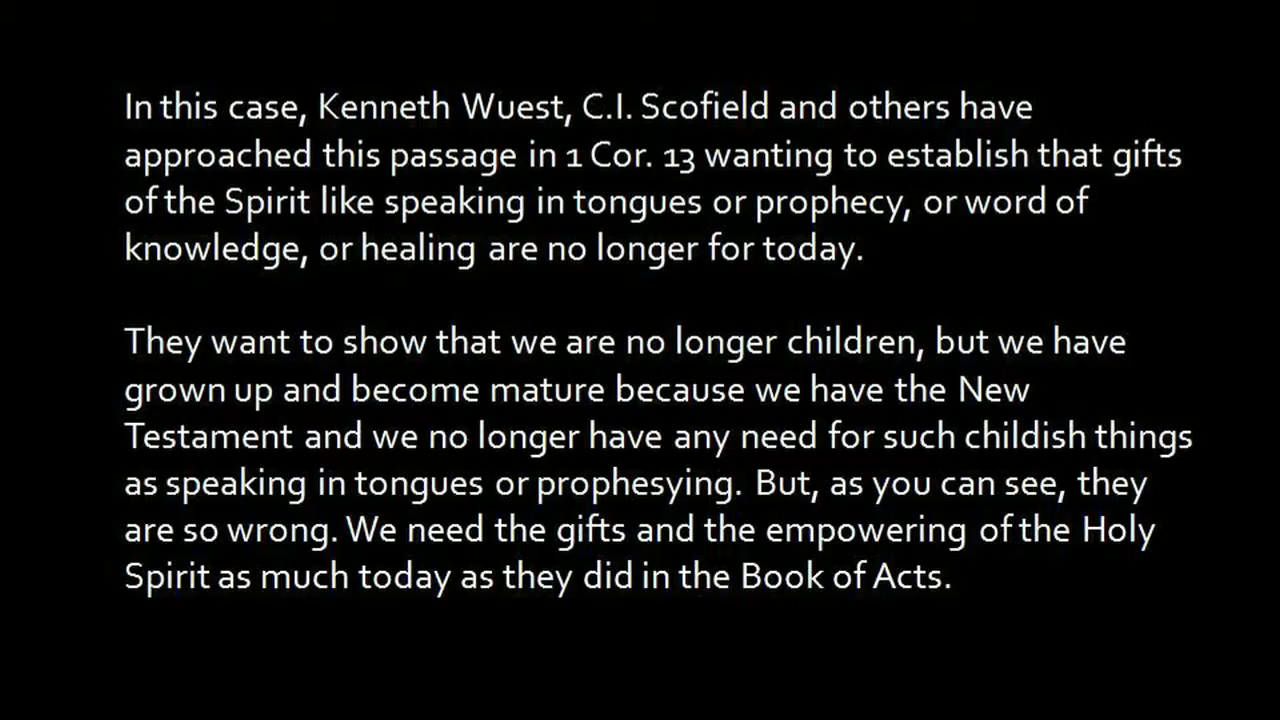 In this case, Kenneth Wuest, C.I. Scofield and others have
approached this passage in 1 Cor. 13 wanting to establish that gifts
of the Spirit like speaking in tongues or prophecy, or word of
knowledge, or healing are no longer for today.
They want to show that we are no longer children, but we have
grown up and become mature because we have the New
Testament and we no longer have any need for such childish things
as speaking in tongues or prophesying. But, as you can see, they
are so wrong. We need the gifts and the empowering of the Holy
Spirit as much today as they did in the Book of Acts.